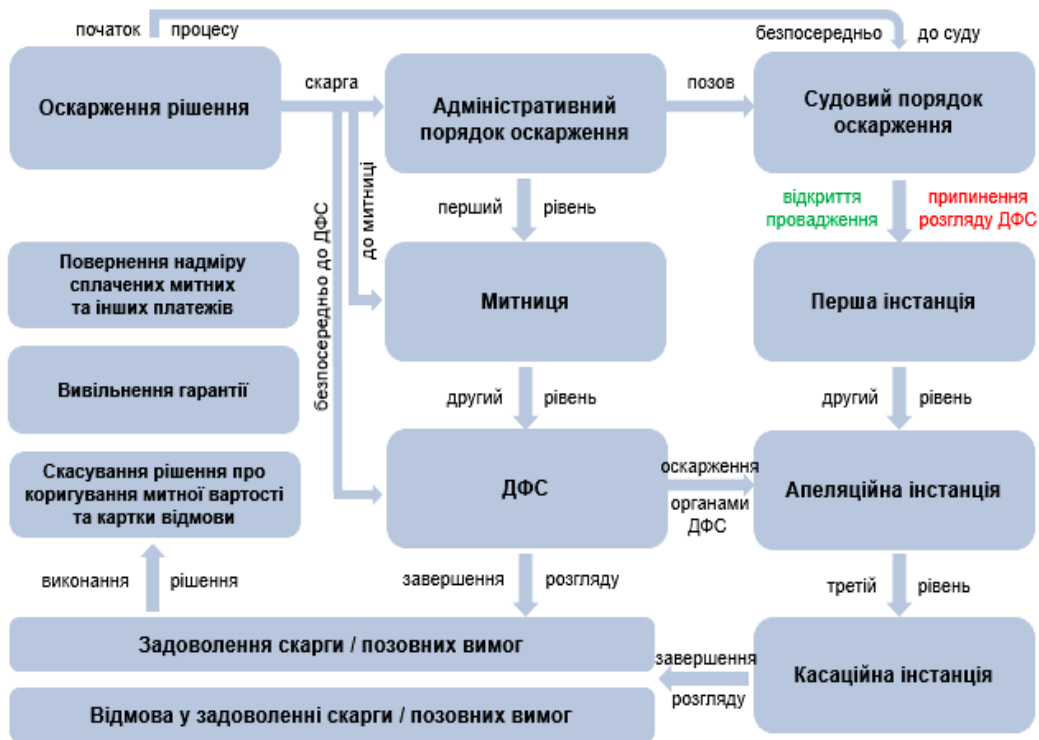 початок процесу
безпосередньо до суду
Оскарження рішення
скарга
Адміністративний
порядок оскарження
позов
Судовий порядок
оскарження
безпосередньо до ДФС
до митниці
перший рівень
відкриття
провадження
припинення
розгляду ДФС
Повернення надміру
сплачених митних
та інших платежів
Митниця
Перша інстанція
Вивільнення гарантії
другий рівень
другий рівень
Скасування рішення про
коригування митної вартості
та картки відмови
ДФС
оскарження
органами
ДФС
Апеляційна інстанція
виконання рішення
завершення розгляду
третій рівень
Задоволення скарги / позовних вимог
завершення
розгляду
Касаційна інстанція
Відмова у задоволенні скарги / позовних вимог